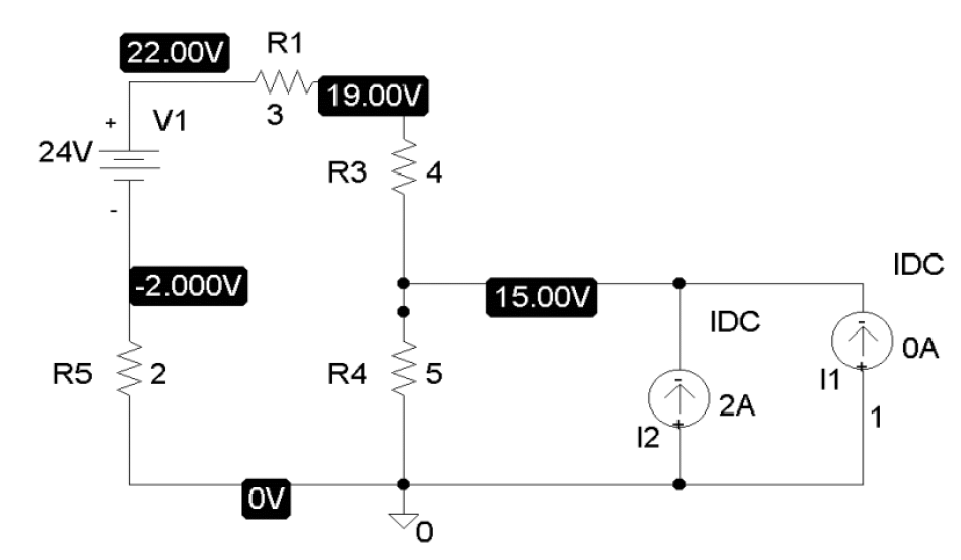 22.00V
R1
19.00V
3
+
V1
24V
-
R3
4
-2.000V
15.00V
IDC
IDC
-
0A
+
I1
R5
2
R4
5
-
2A
+
I2
1
0V
0